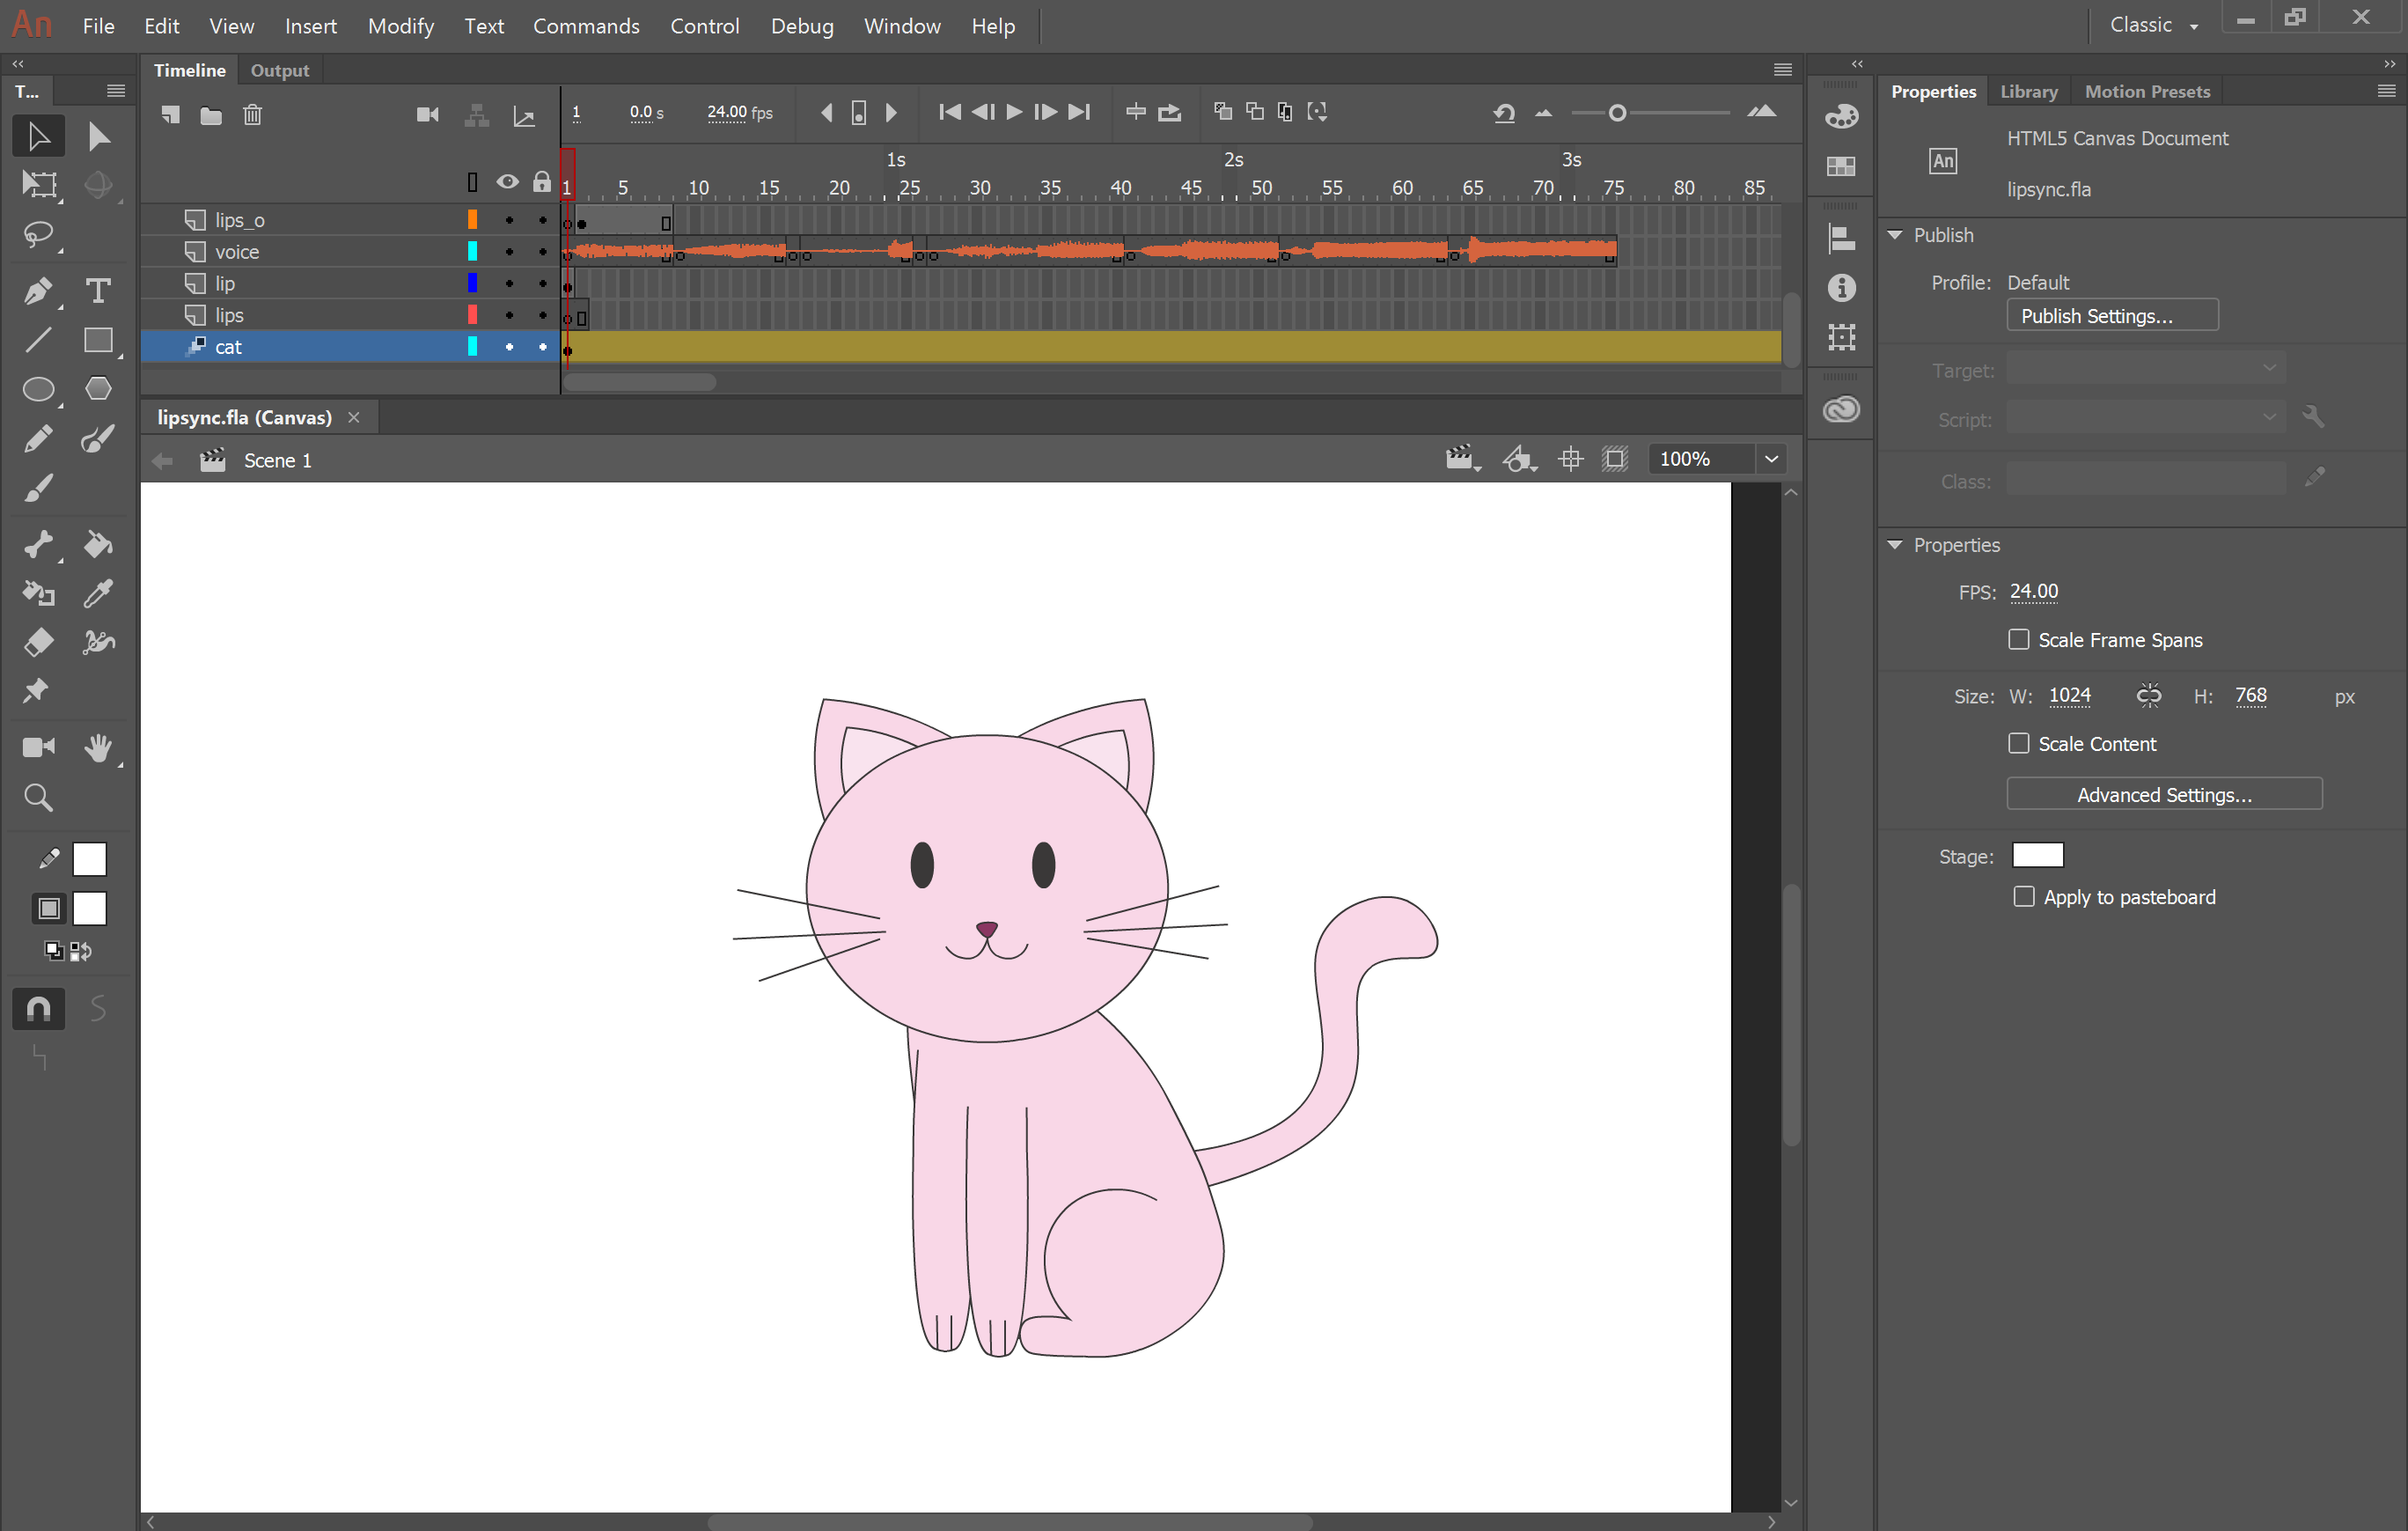 An File Edit View Insert Modify Text Commands Control Debug Window Help Classic
Timeline Output
T...
1 0.0 s 24.00 fps
1s 2s 3s
1 5 10 15 20 25 30 35 40 45 50 55 60 65 70 75 80 85
lips_o
voice
lip
lips
cat
lipsync.fla (Canvas)
Scene 1
100%
Properties Library Motion Presets
HTML5 Canvas Document
An
lipsync.fla
Publish
Profile: Default
Publish Settings...
Target:
Script:
Class:
Properties
FPS: 24.00
Scale Frame Spans
Size: W: 1024 H: 768 px
Scale Content
Advanced Settings...
Stage:
Apply to pasteboard